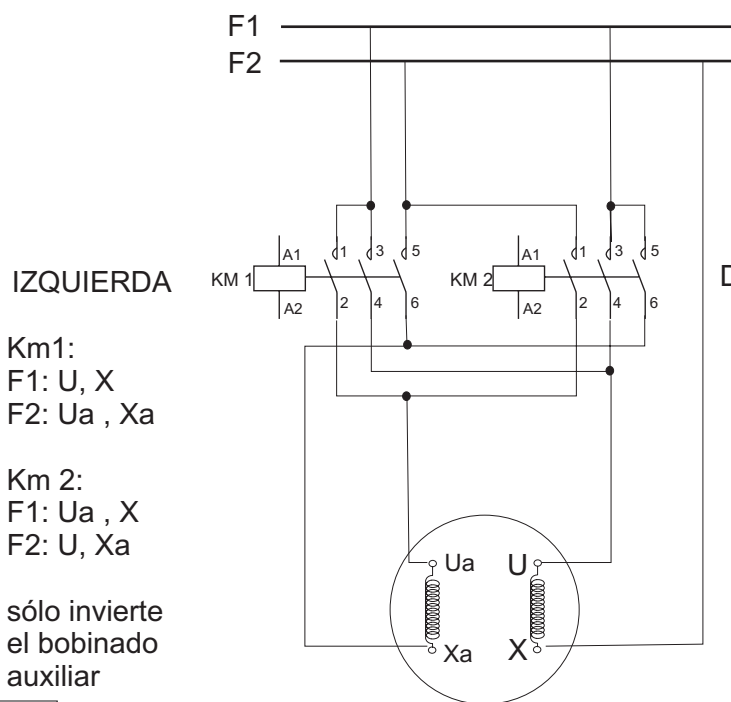 F1
F2
A1 1 3 5 A1 1 3 5
IZQUIERDA KM 1 KM 2 D
A2 2 4 6 A2 2 4 6
Km1:
F1: U, X
F2: Ua , Xa
Km 2:
F1: Ua , X
F2: U, Xa
Ua U
sólo invierte
el bobinado
auxiliar
Xa X